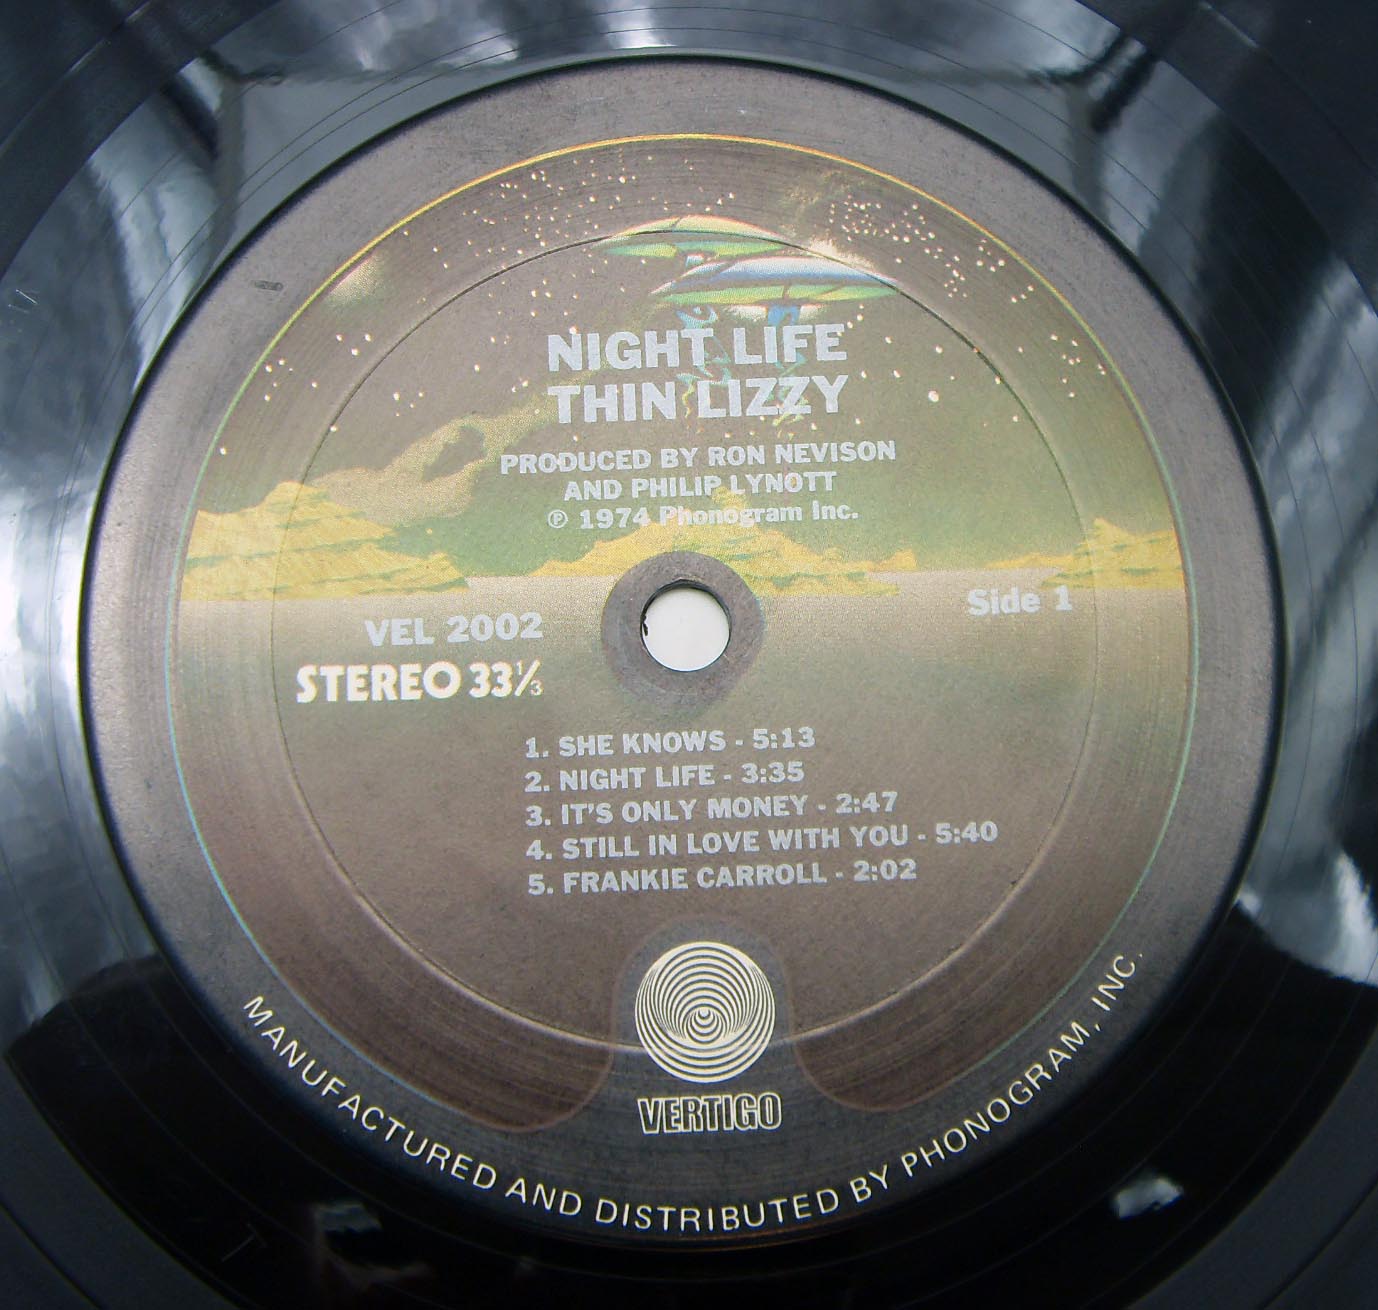 NIGHT LIFE
THIN LIZZY
PRODUCED BY RON NEVISON
AND PHILIP LYNOTT
℗ 1974 Phonogram Inc.
VEL 2002
Side 1
STEREO 33⅓
1. SHE KNOWS - 5:13
2. NIGHT LIFE - 3:35
3. IT'S ONLY MONEY - 2:47
4. STILL IN LOVE WITH YOU - 5:40
5. FRANKIE CARROLL - 2:02
VERTIGO
MANUFACTURED AND DISTRIBUTED BY PHONOGRAM, INC.